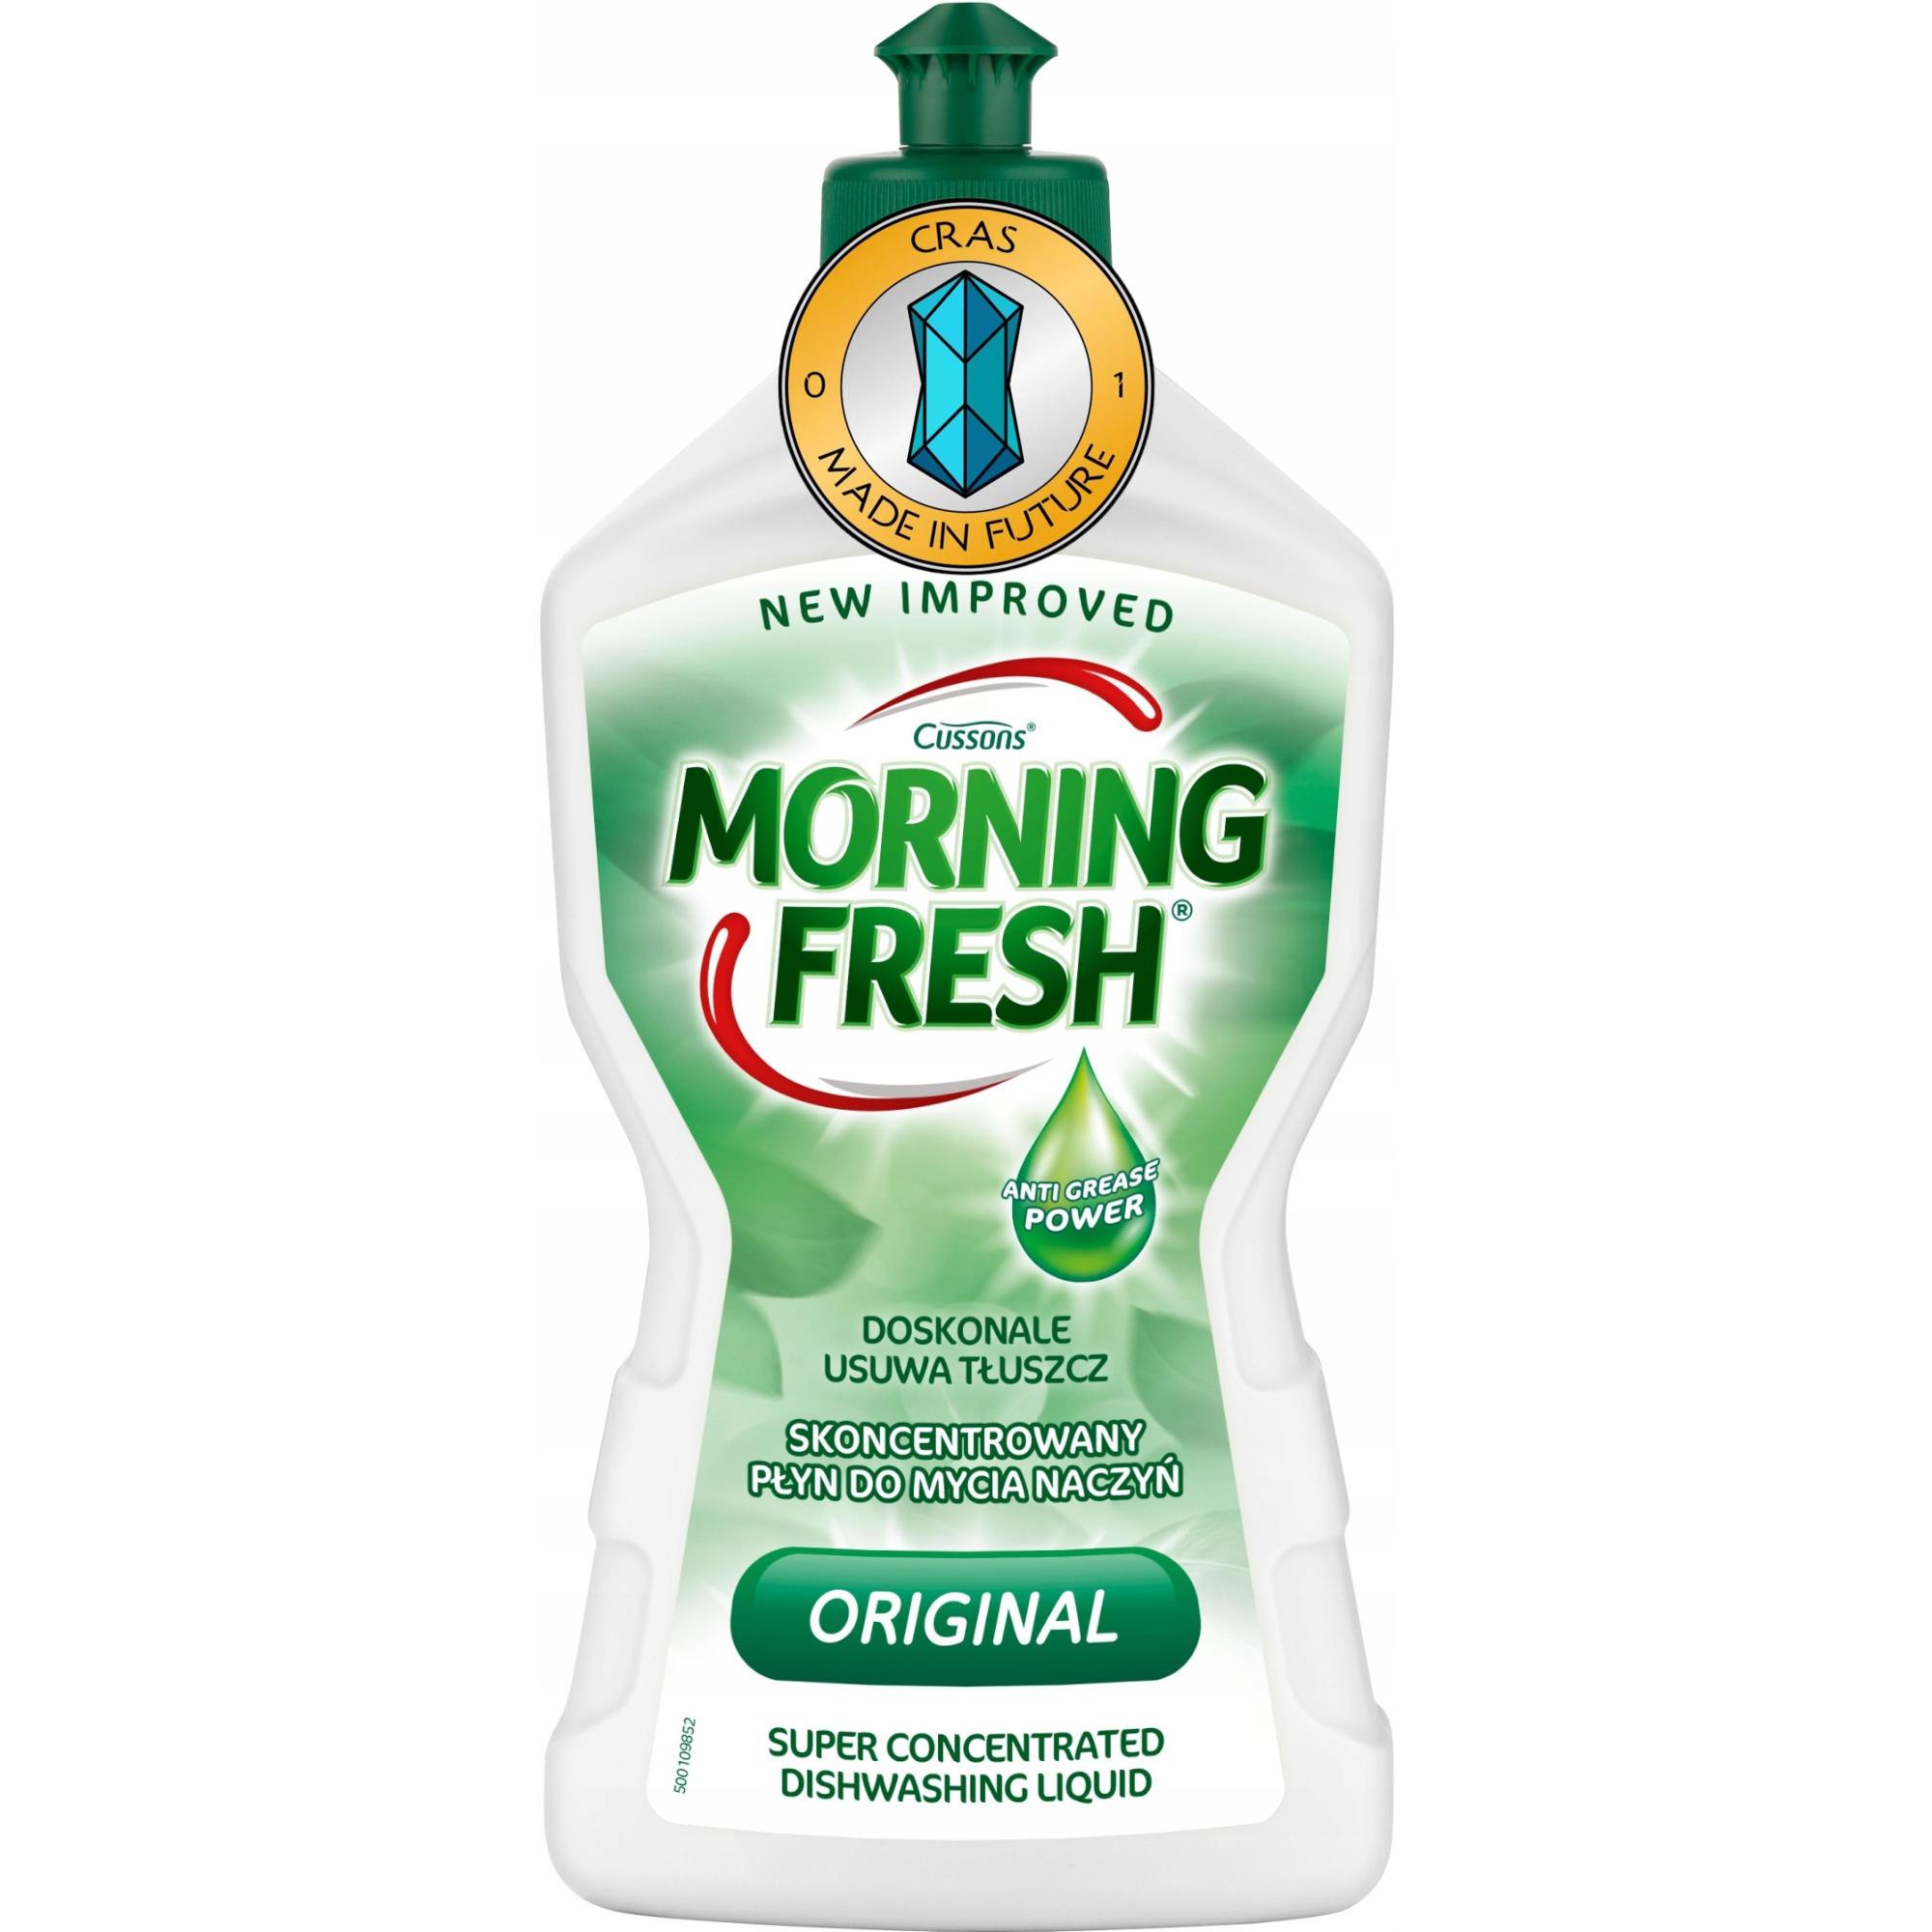 CRAS
0 1
MADE IN FUTURE
NEW IMPROVED
Cussons®
MORNING
FRESH®
ANTI GREASE
POWER
DOSKONALE
USUWA TŁUSZCZ
SKONCENTROWANY
PŁYN DO MYCIA NACZYŃ
ORIGINAL
500109852
SUPER CONCENTRATED
DISHWASHING LIQUID